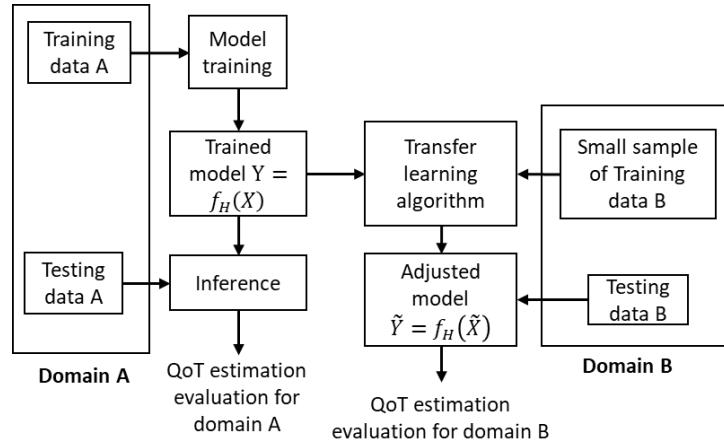 Training
data A
Model
training
Trained
model Y =
f_H(X)
Transfer
learning
algorithm
Small sample
of Training
data B
Testing
data A
Inference
Adjusted
model
Ỹ = f_H(X̃)
Testing
data B
Domain A
QoT estimation
evaluation for
domain A
Domain B
QoT estimation
evaluation for domain B